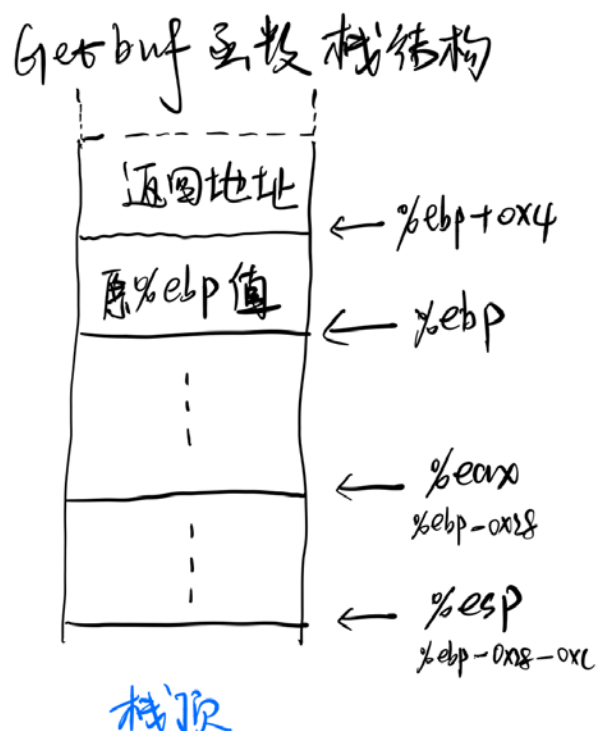 Getbuf 函数栈结构
返回地址
%ebp+0x4
原%ebp值
%ebp
%eax
%ebp-0x28
%esp
%ebp-0x28-0xc
栈顶